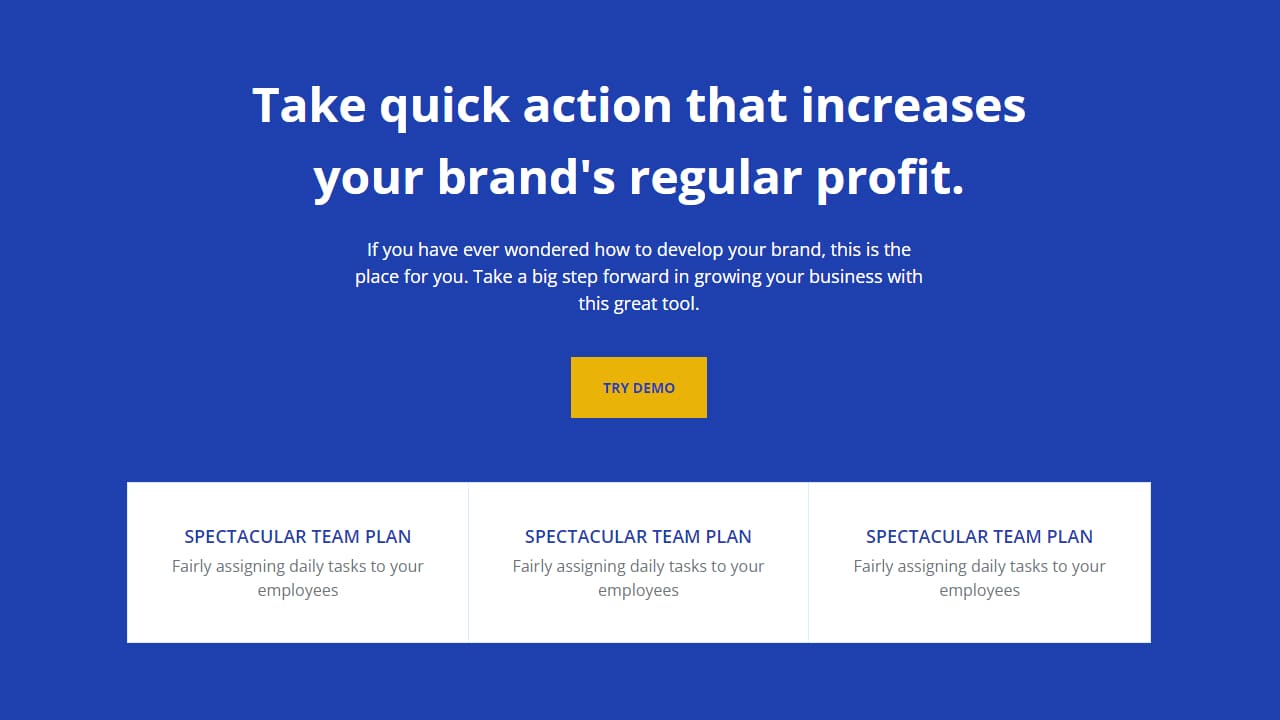 Take quick action that increases
your brand's regular profit.
If you have ever wondered how to develop your brand, this is the
place for you. Take a big step forward in growing your business with
this great tool.
TRY DEMO
SPECTACULAR TEAM PLAN
Fairly assigning daily tasks to your
employees
SPECTACULAR TEAM PLAN
Fairly assigning daily tasks to your
employees
SPECTACULAR TEAM PLAN
Fairly assigning daily tasks to your
employees